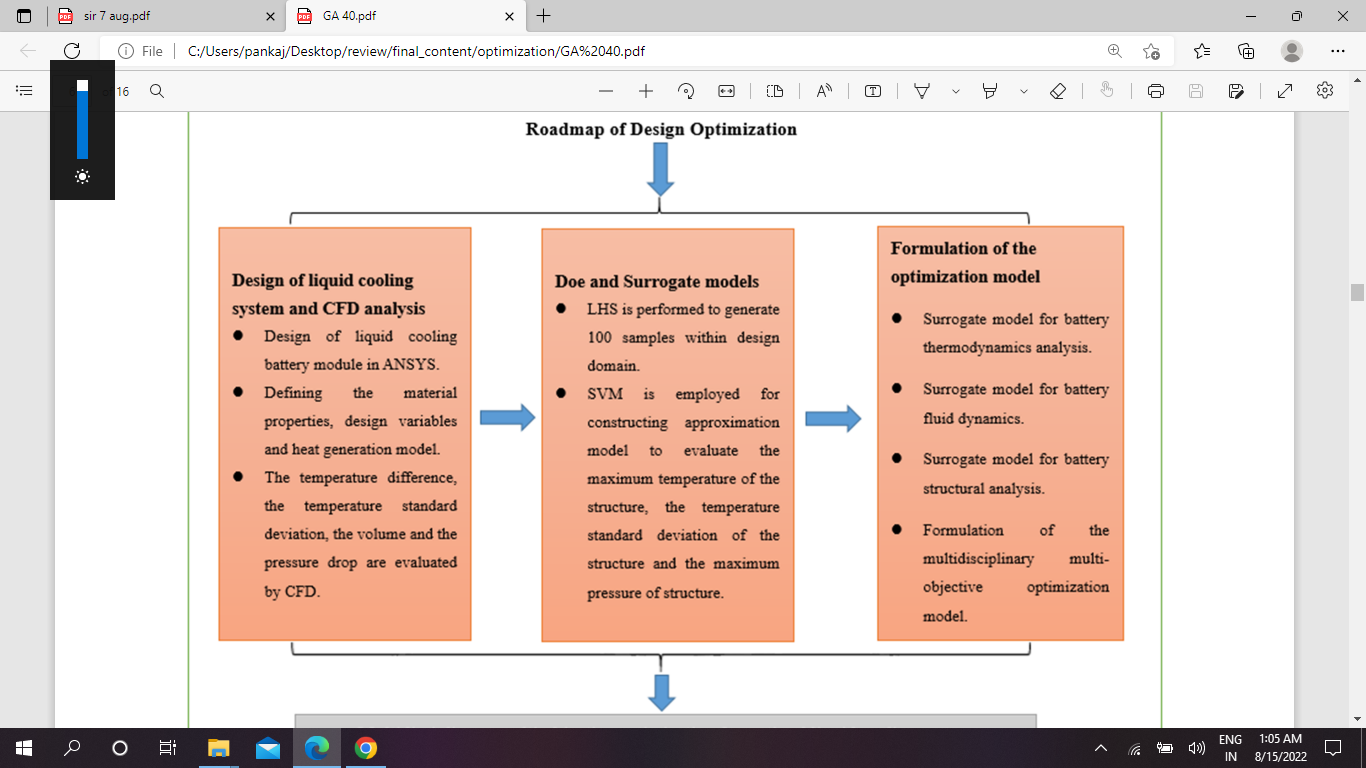 sir 7 aug.pdf
GA 40.pdf
File
C:/Users/pankaj/Desktop/review/final_content/optimization/GA%2040.pdf
of 16
Roadmap of Design Optimization
Design of liquid cooling
system and CFD analysis
● Design of liquid cooling
battery module in ANSYS.
● Defining the material
properties, design variables
and heat generation model.
● The temperature difference,
the temperature standard
deviation, the volume and the
pressure drop are evaluated
by CFD.
Doe and Surrogate models
● LHS is performed to generate
100 samples within design
domain.
● SVM is employed for
constructing approximation
model to evaluate the
maximum temperature of the
structure, the temperature
standard deviation of the
structure and the maximum
pressure of structure.
Formulation of the
optimization model
● Surrogate model for battery
thermodynamics analysis.
● Surrogate model for battery
fluid dynamics.
● Surrogate model for battery
structural analysis.
● Formulation of the
multidisciplinary multi-
objective optimization
model.
ENG
IN
1:05 AM
8/15/2022